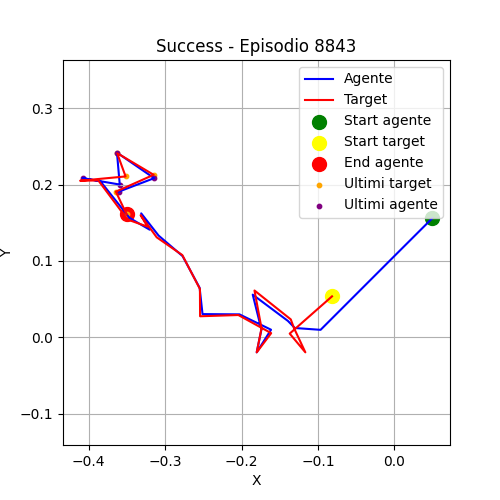 Success - Episodio 8843
Agente
Target
Start agente
Start target
End agente
Ultimi target
Ultimi agente
Y
0.3
0.2
0.1
0.0
−0.1
−0.4
−0.3
−0.2
−0.1
0.0
X